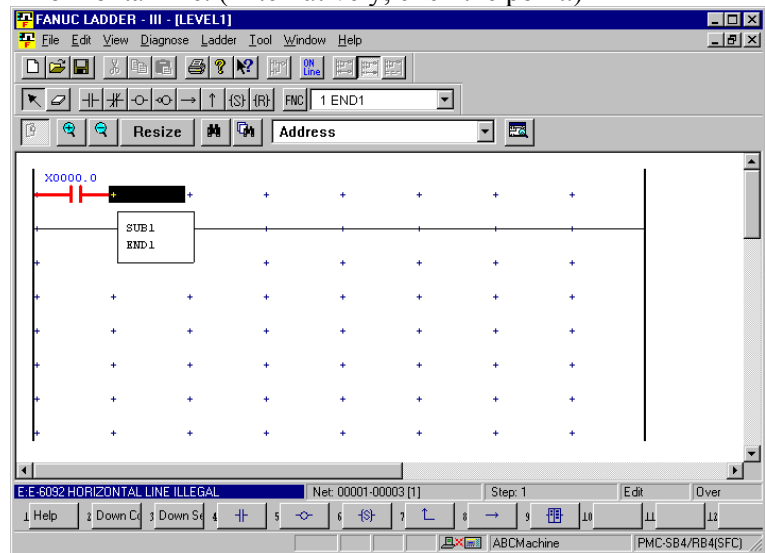 FANUC LADDER - III - [LEVEL1]
File Edit View Diagnose Ladder Tool Window Help
ON Line
{S} {R} FNC 1 END1
Resize Address
X0000.0
SUB1
END1
E:E-6092 HORIZONTAL LINE ILLEGAL Net: 00001-00003 [1] Step: 1 Edit Over
1 Help 2 Down Co 3 Down Se 4 5 6 {S} 7 8 9 10 11 12
ABCMachine PMC-SB4/RB4(SFC)